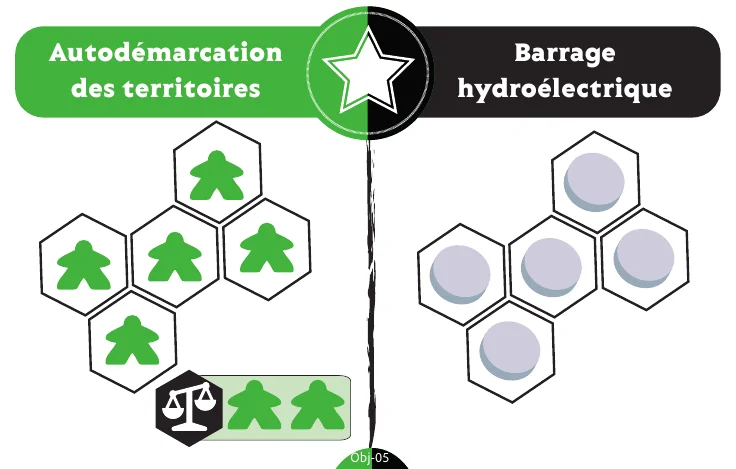 Autodémarcation
des territoires
Barrage
hydroélectrique
Obj-05